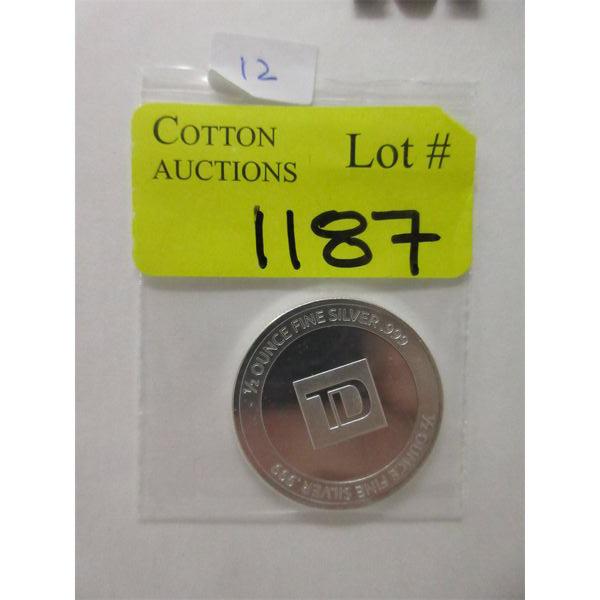 12
COTTON
AUCTIONS
Lot #
1187
½ OUNCE FINE SILVER .999
TD
½ OUNCE FINE SILVER .999